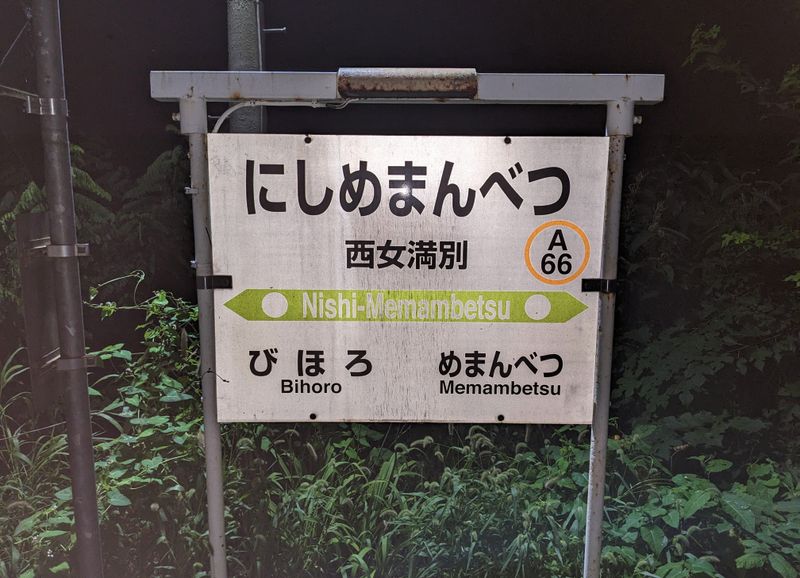 にしめまんべつ
西女満別
A
66
Nishi-Memambetsu
びほろ
Bihoro
めまんべつ
Memambetsu